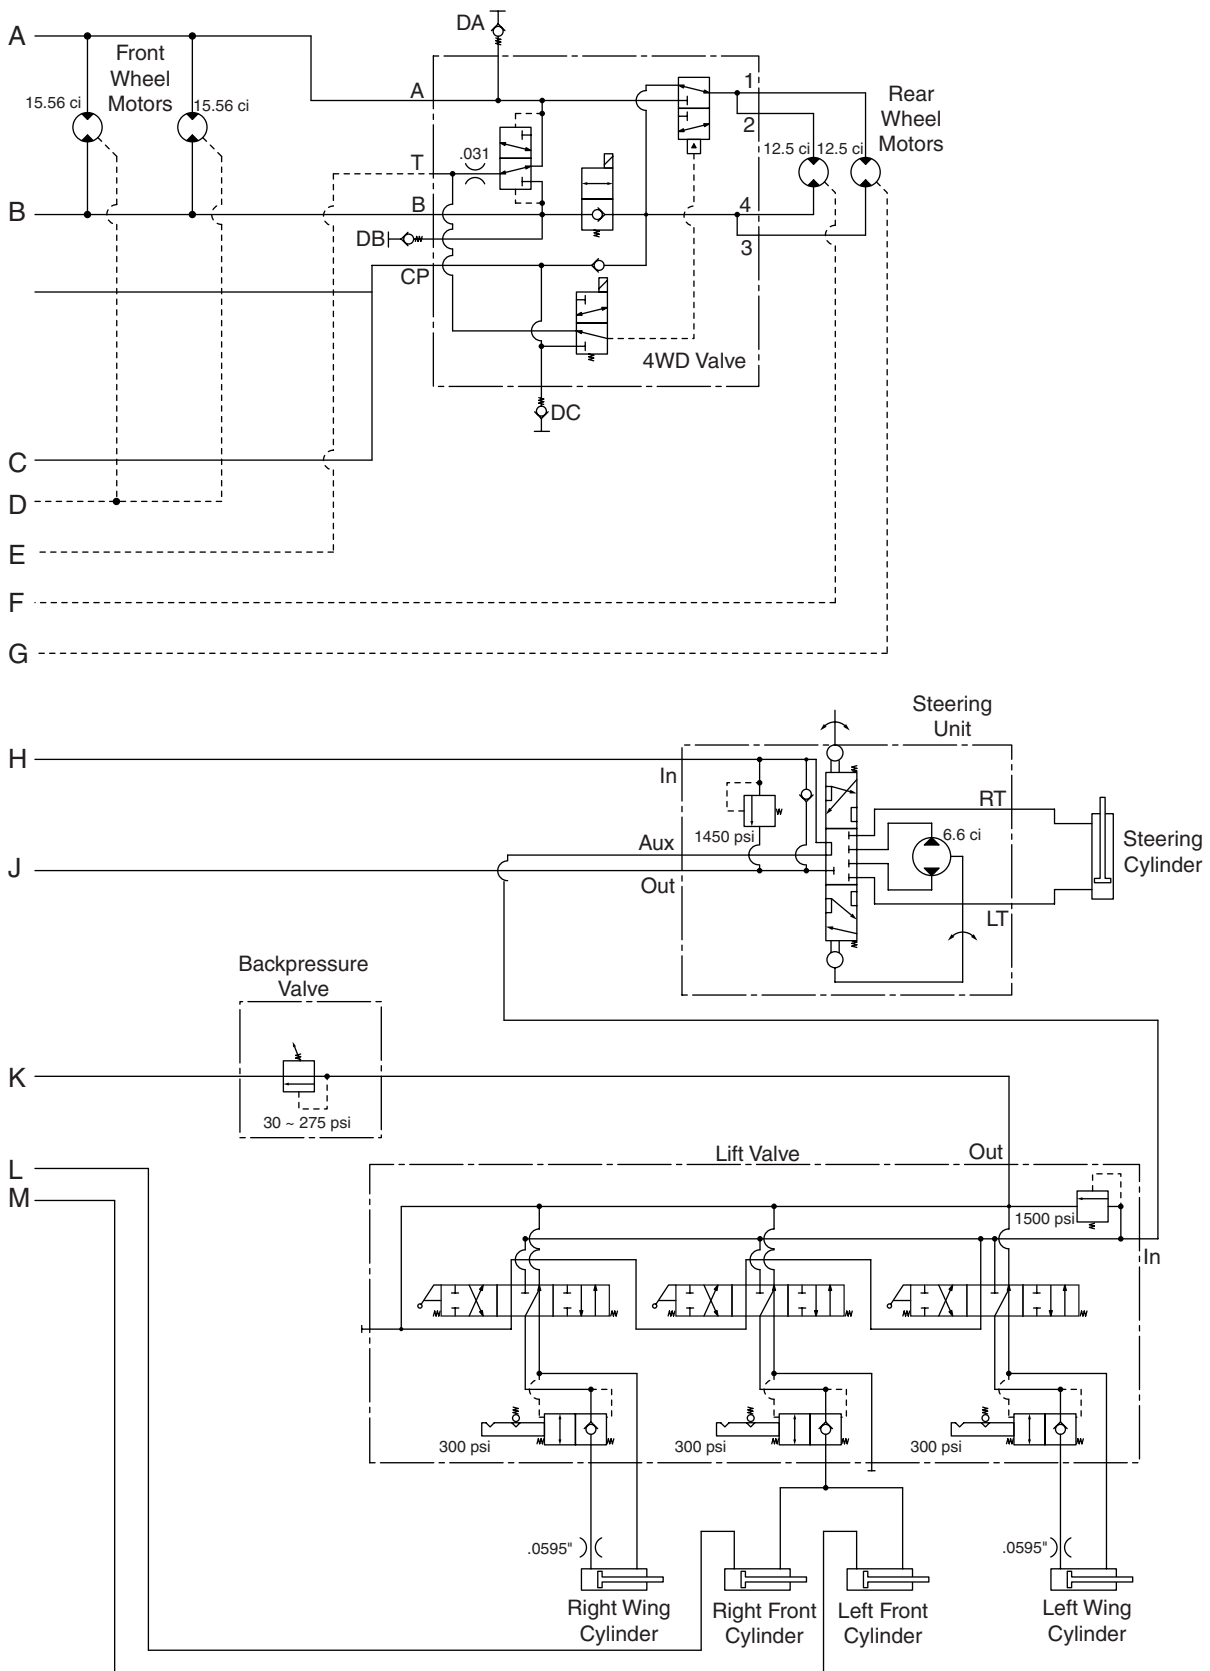 DA
A
Front
Wheel
Motors
15.56 ci
15.56 ci
A
1
2
Rear
Wheel
Motors
12.5 ci
12.5 ci
T
.031
B
B
4
3
DB
CP
4WD Valve
DC
C
D
E
F
G
Steering
Unit
H
In
RT
1450 psi
6.6 ci
Aux
Steering
Cylinder
J
Out
LT
Backpressure
Valve
K
30 ~ 275 psi
Lift Valve
Out
L
M
1500 psi
In
300 psi
300 psi
300 psi
.0595"
.0595"
Right Wing
Cylinder
Right Front
Cylinder
Left Front
Cylinder
Left Wing
Cylinder